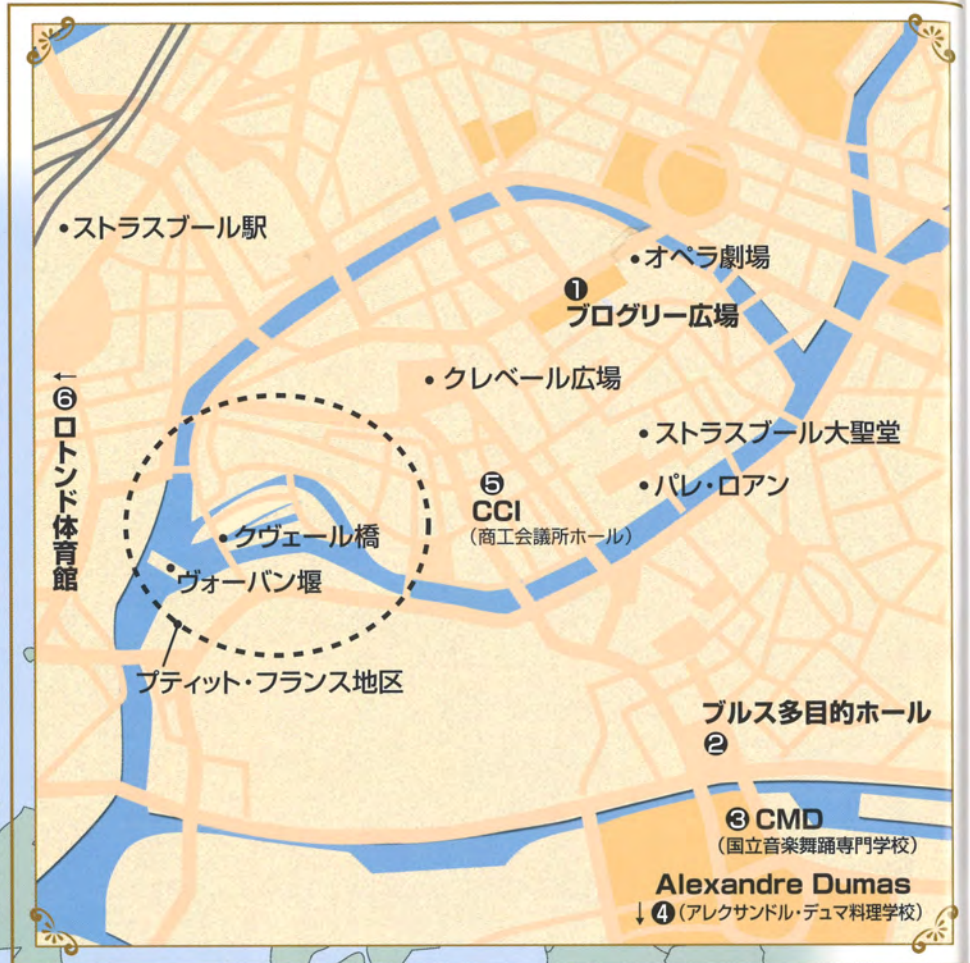 ・ストラスブール駅
・オペラ劇場
❶
ブログリー広場
・クレベール広場
←❻ロトンド体育館
・ストラスブール大聖堂
❺
CCI
(商工会議所ホール)
・パレ・ロアン
・クヴェール橋
・ヴォーバン堰
プティット・フランス地区
ブルス多目的ホール
❷
❸ CMD
(国立音楽舞踊専門学校)
Alexandre Dumas
↓❹(アレクサンドル・デュマ料理学校)